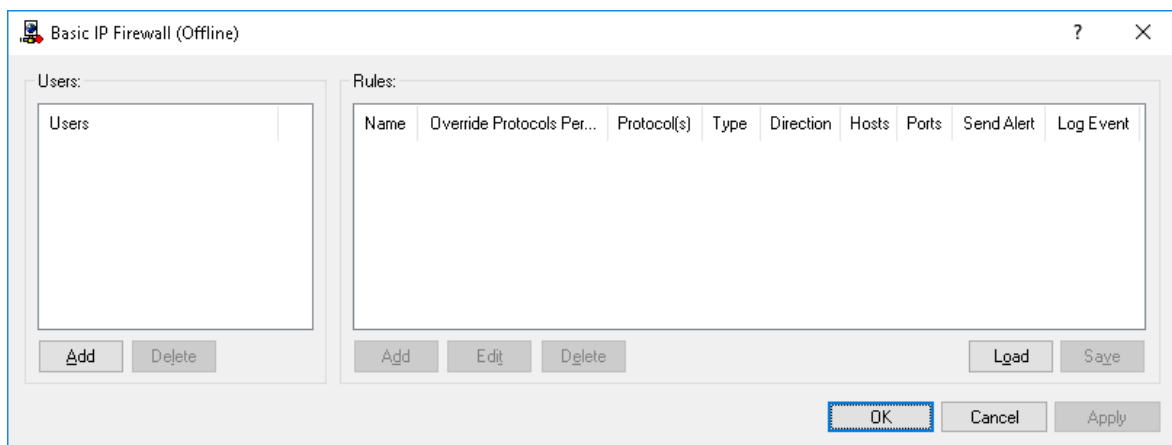 Basic IP Firewall (Offline)
?
Users:
Users
Add
Delete
Rules:
Name Override Protocols Per... Protocol(s) Type Direction Hosts Ports Send Alert Log Event
Add Edit Delete Load Save
OK Cancel Apply